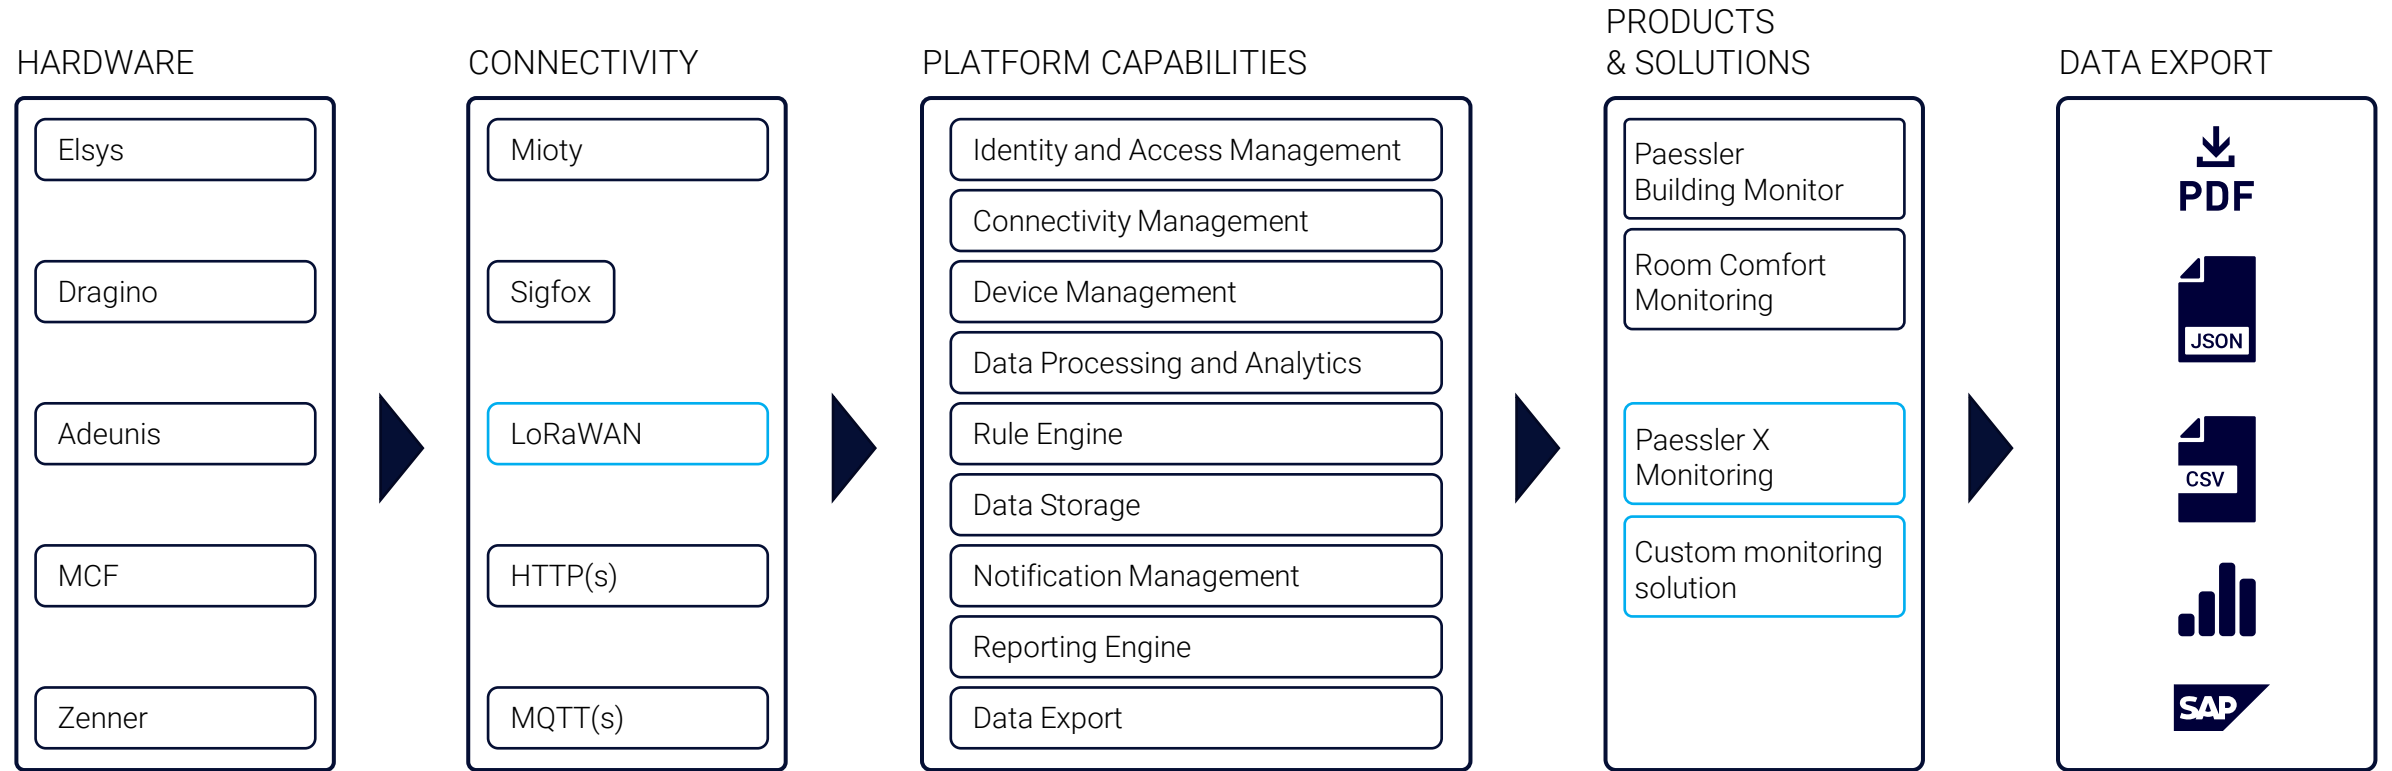 HARDWARE
Elsys
Dragino
Adeunis
MCF
Zenner
CONNECTIVITY
Mioty
Sigfox
LoRaWAN
HTTP(s)
MQTT(s)
PLATFORM CAPABILITIES
Identity and Access Management
Connectivity Management
Device Management
Data Processing and Analytics
Rule Engine
Data Storage
Notification Management
Reporting Engine
Data Export
PRODUCTS
& SOLUTIONS
Paessler
Building Monitor
Room Comfort
Monitoring
Paessler X
Monitoring
Custom monitoring
solution
DATA EXPORT
PDF
JSON
CSV
SAP